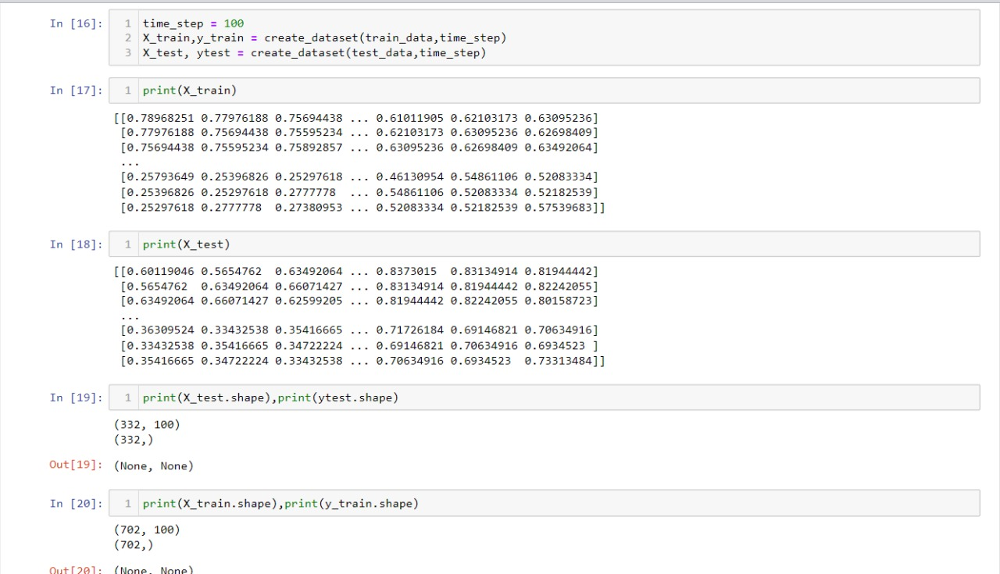 In [16]:
1 time_step = 100
2 X_train,y_train = create_dataset(train_data,time_step)
3 X_test, ytest = create_dataset(test_data,time_step)
In [17]:
1 print(X_train)
[[0.78968251 0.77976188 0.75694438 ... 0.61011905 0.62103173 0.63095236]
[0.77976188 0.75694438 0.75595234 ... 0.62103173 0.63095236 0.62698409]
[0.75694438 0.75595234 0.75892857 ... 0.63095236 0.62698409 0.63492064]
...
[0.25793649 0.25396826 0.25297618 ... 0.46130954 0.54861106 0.52083334]
[0.25396826 0.25297618 0.2777778  ... 0.54861106 0.52083334 0.52182539]
[0.25297618 0.2777778  0.27380953 ... 0.52083334 0.52182539 0.57539683]]
In [18]:
1 print(X_test)
[[0.60119046 0.5654762  0.63492064 ... 0.8373015  0.83134914 0.81944442]
[0.5654762  0.63492064 0.66071427 ... 0.83134914 0.81944442 0.82242055]
[0.63492064 0.66071427 0.62599205 ... 0.81944442 0.82242055 0.80158723]
...
[0.36309524 0.33432538 0.35416665 ... 0.71726184 0.69146821 0.70634916]
[0.33432538 0.35416665 0.34722224 ... 0.69146821 0.70634916 0.6934523 ]
[0.35416665 0.34722224 0.33432538 ... 0.70634916 0.6934523  0.73313484]]
In [19]:
1 print(X_test.shape),print(ytest.shape)
(332, 100)
(332,)
Out[19]: (None, None)
In [20]:
1 print(X_train.shape),print(y_train.shape)
(702, 100)
(702,)
Out[20]: (None, None)